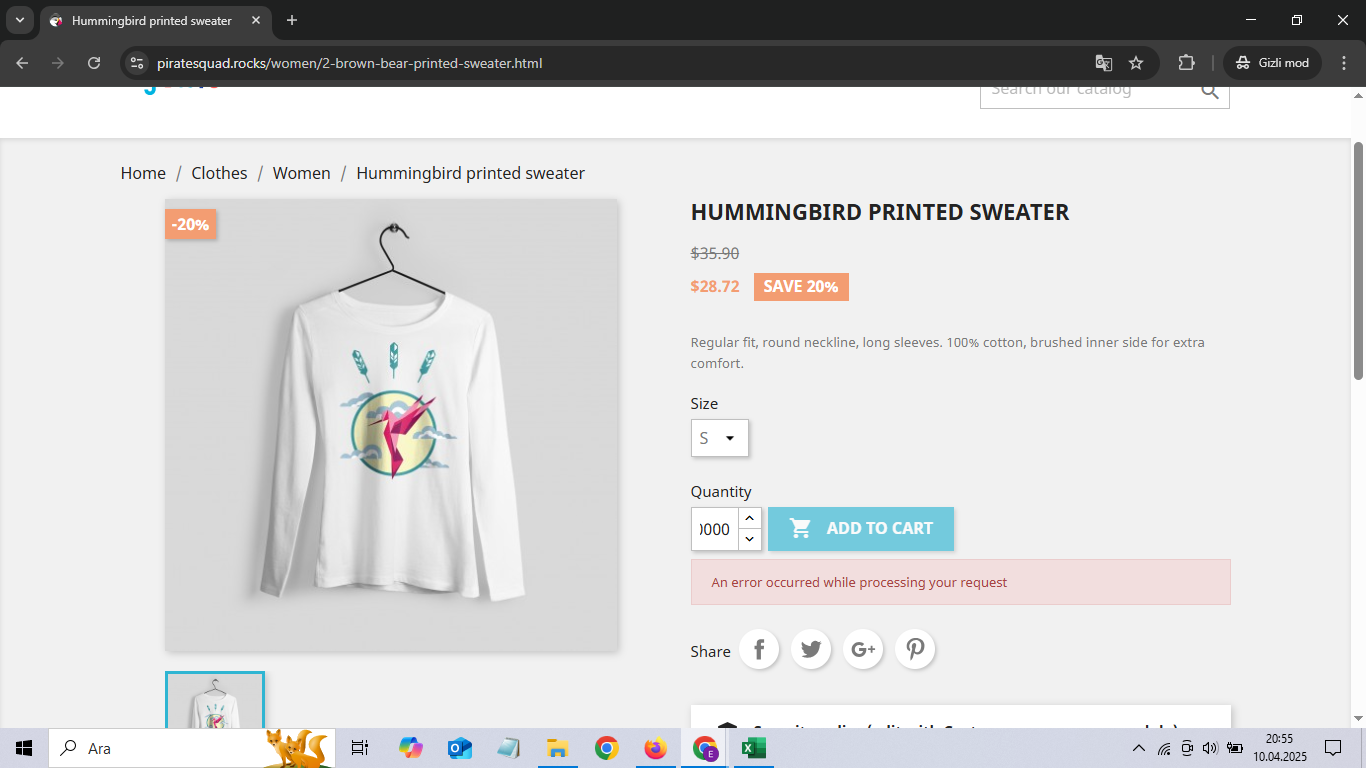 Hummingbird printed sweater
piratesquad.rocks/women/2-brown-bear-printed-sweater.html
Gizli mod
Search our catalog
Home / Clothes / Women / Hummingbird printed sweater
-20%
HUMMINGBIRD PRINTED SWEATER
$35.90
$28.72 SAVE 20%
Regular fit, round neckline, long sleeves. 100% cotton, brushed inner side for extra
comfort.
Size
S
Quantity
0000
ADD TO CART
An error occurred while processing your request
Share
Ara
20:55
10.04.2025